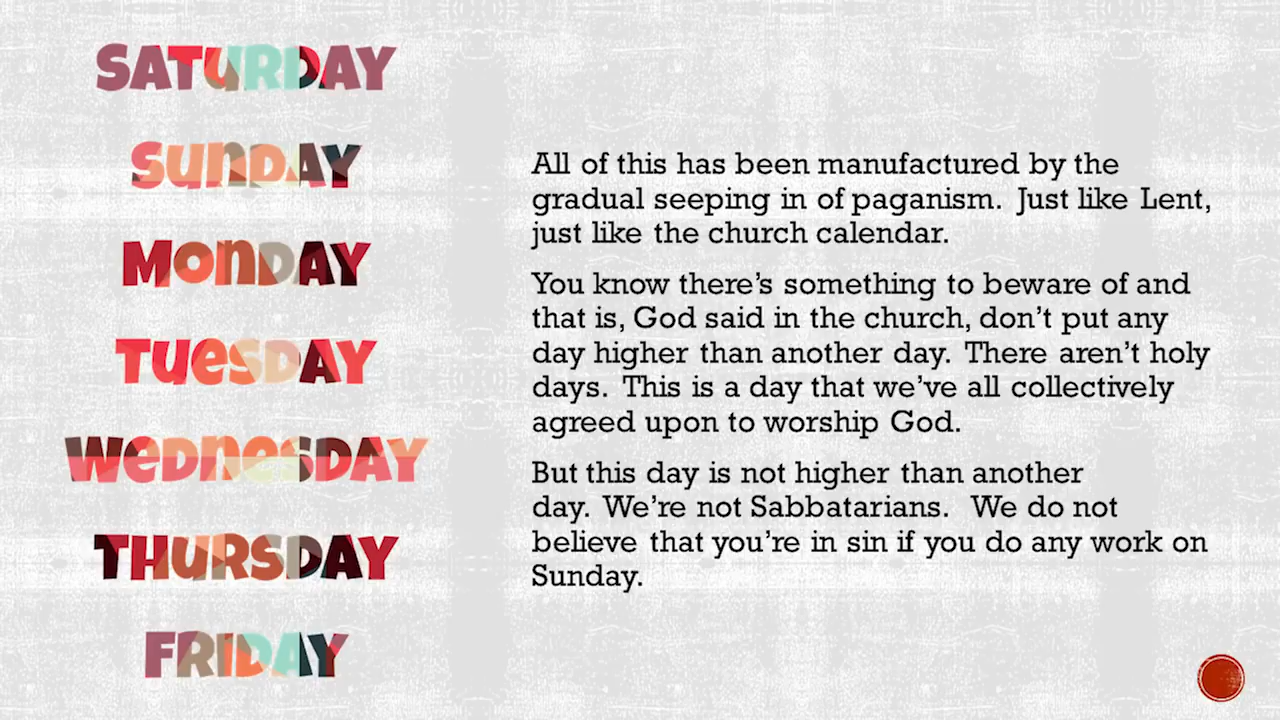 SATURDAY
SUNDAY
MONDAY
TUESDAY
WEDNESDAY
THURSDAY
FRIDAY
All of this has been manufactured by the
gradual seeping in of paganism.  Just like Lent,
just like the church calendar.
You know there’s something to beware of and
that is, God said in the church, don’t put any
day higher than another day.  There aren’t holy
days.  This is a day that we’ve all collectively
agreed upon to worship God.
But this day is not higher than another
day. We’re not Sabbatarians.  We do not
believe that you’re in sin if you do any work on
Sunday.